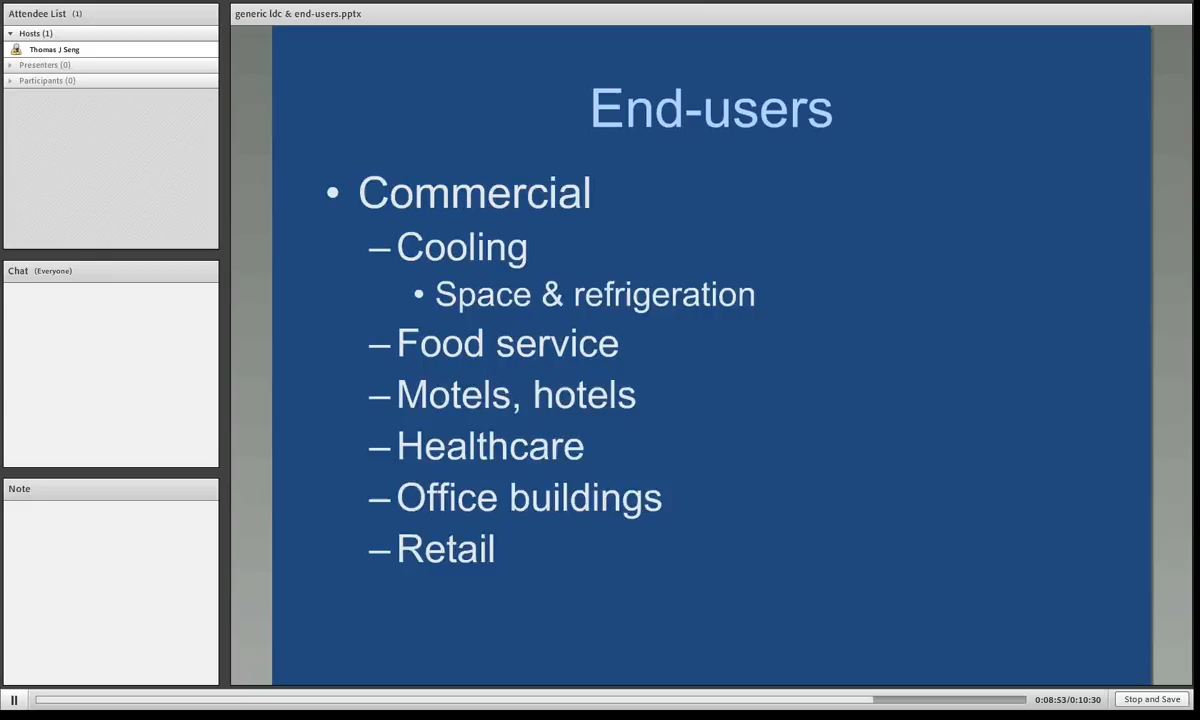 Attendee List (1)
Hosts (1)
Thomas J Seng
Presenters (0)
Participants (0)
Chat (Everyone)
Note
generic ldc & end-users.pptx
End-users
• Commercial
– Cooling
• Space & refrigeration
– Food service
– Motels, hotels
– Healthcare
– Office buildings
– Retail
0:08:53/0:10:30
Stop and Save